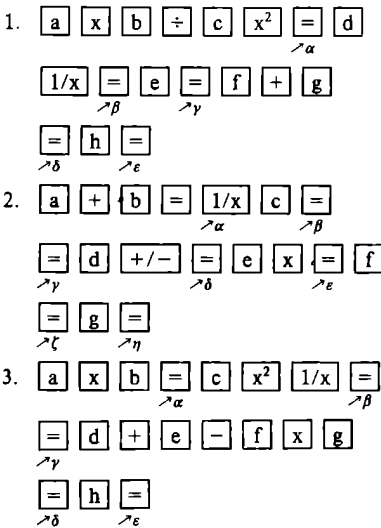 1. a x b ÷ c x² = d
↗α
1/x = e = f + g
↗β ↗γ
= h =
↗δ ↗ε
2. a + b = 1/x c =
↗α ↗β
= d +/− = e x = f
↗γ ↗δ ↗ε
= g =
↗ζ ↗η
3. a x b = c x² 1/x =
↗α ↗β
= d + e − f x g
↗γ
= h =
↗δ ↗ε